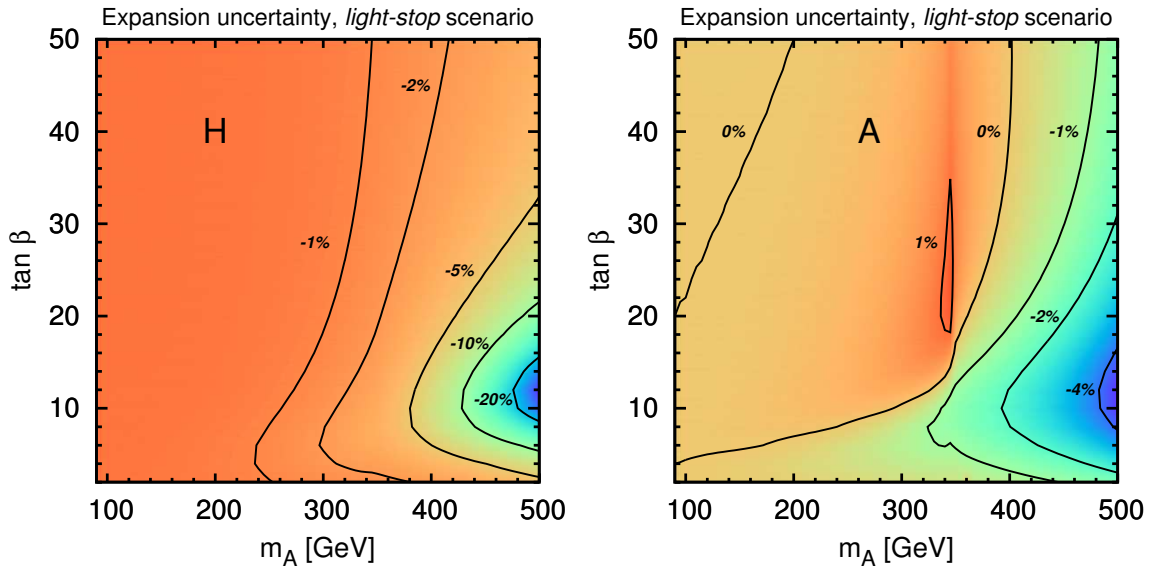 Expansion uncertainty, light-stop scenario
50
40
30
20
10
tan β
H
-1%
-2%
-5%
-10%
-20%
100 200 300 400 500
m_A [GeV]
Expansion uncertainty, light-stop scenario
50
40
30
20
10
tan β
0%
A
0%
-1%
1%
-2%
-4%
100 200 300 400 500
m_A [GeV]